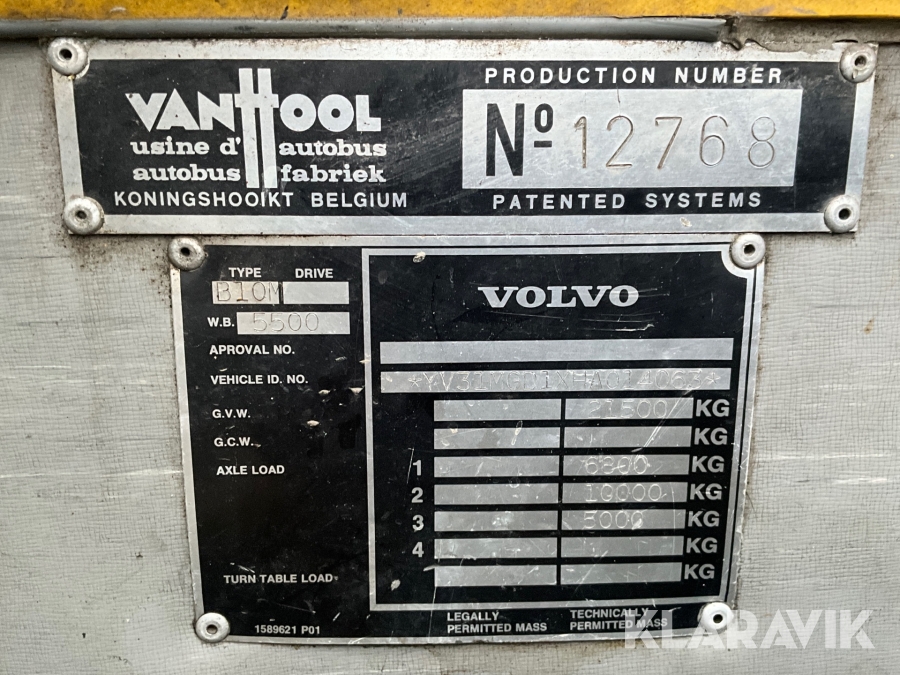 VANHOOL
usine d' autobus
autobus fabriek
KONINGSHOOIKT BELGIUM
PRODUCTION NUMBER
Nº 12768
PATENTED SYSTEMS
TYPE DRIVE
B10M
W.B. 5500
VOLVO
APROVAL NO.
VEHICLE ID. NO.
G.V.W. 21800 KG
G.C.W. KG
AXLE LOAD 1 6800 KG
2 10000 KG
3 5000 KG
4 KG
TURN TABLE LOAD KG
LEGALLY PERMITTED MASS
TECHNICALLY PERMITTED MASS
1589621 P01
KLARAVIK